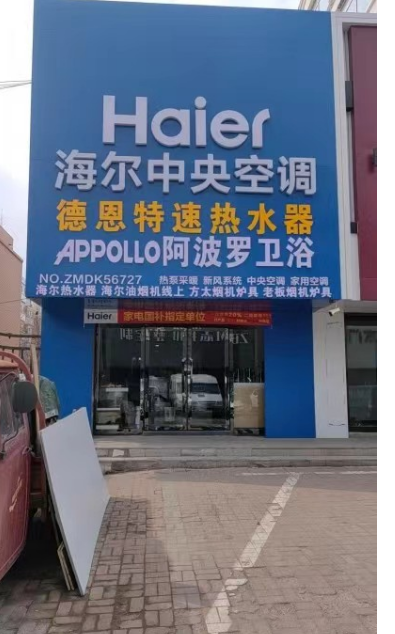 Haier
海尔中央空调
德恩特速热水器
APPOLLO阿波罗卫浴
NO.ZMDK56727 热泵采暖 新风系统 中央空调 家用空调
海尔热水器 海尔油烟机线上 方太烟机炉具 老板烟机炉具
Haier 家电国补指定单位